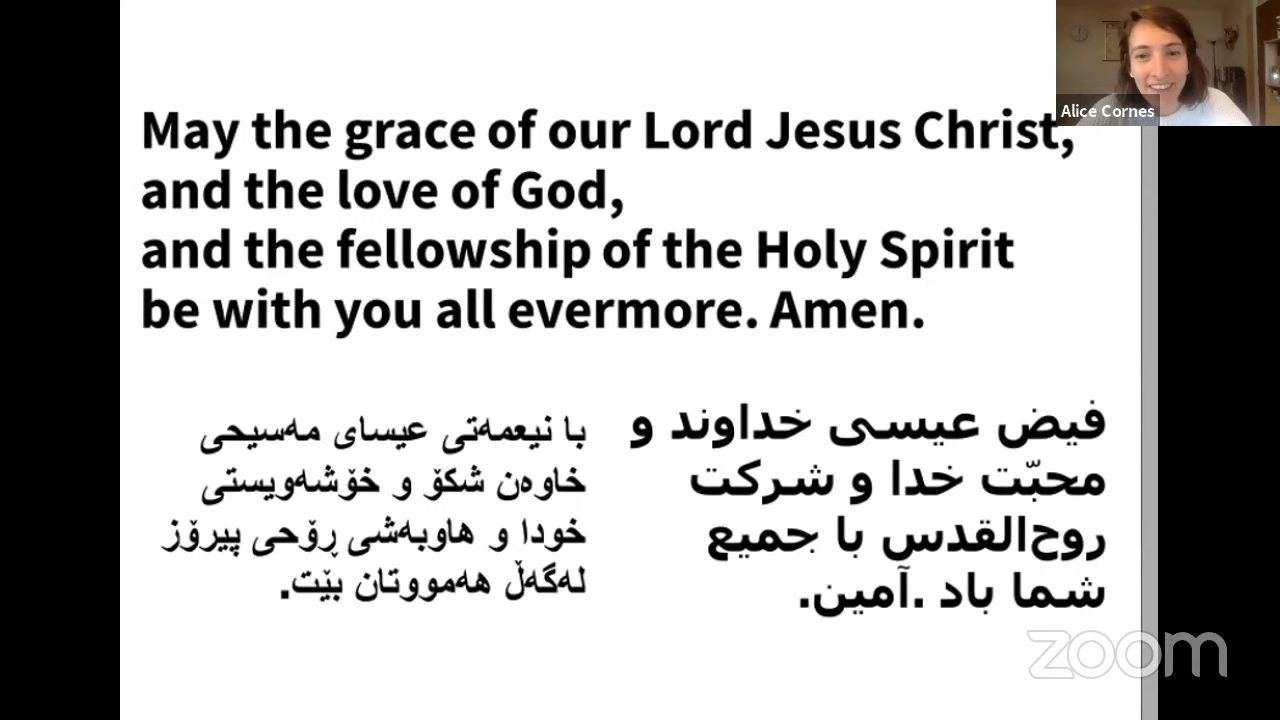 Alice Cornes
May the grace of our Lord Jesus Christ,
and the love of God,
and the fellowship of the Holy Spirit
be with you all evermore. Amen.
فیض عیسی خداوند و
محبّت خدا و شرکت
روح‌القدس با جمیع
شما باد .آمین.
با نیعمەتی عیسای مەسیحی
خاوەن شکۆ و خۆشەویستی
خودا و هاوبەشی ڕۆحی پیرۆز
لەگەڵ هەمووتان بێت.
zoom